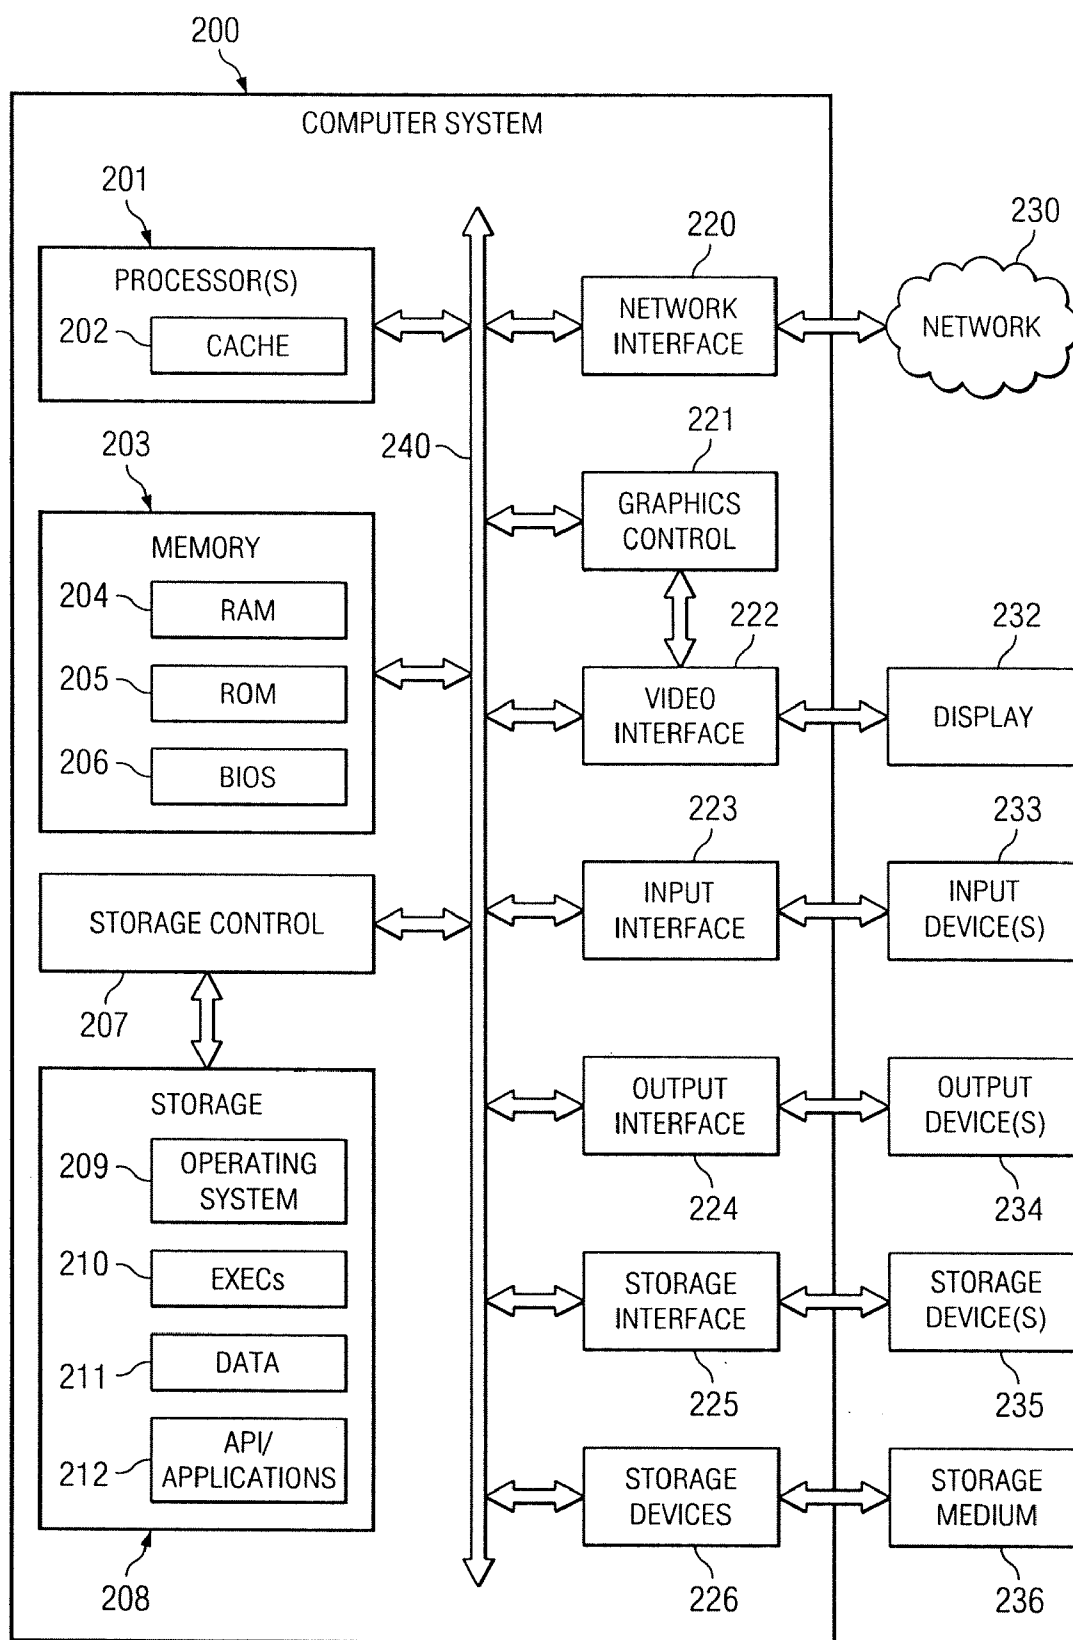 200
COMPUTER SYSTEM
201
PROCESSOR(S)
202
CACHE
203
MEMORY
204
RAM
205
ROM
206
BIOS
STORAGE CONTROL
207
STORAGE
209
OPERATING
SYSTEM
210
EXECs
211
DATA
212
API/
APPLICATIONS
208
240
220
NETWORK
INTERFACE
230
NETWORK
221
GRAPHICS
CONTROL
222
VIDEO
INTERFACE
232
DISPLAY
223
INPUT
INTERFACE
233
INPUT
DEVICE(S)
OUTPUT
INTERFACE
224
OUTPUT
DEVICE(S)
234
STORAGE
INTERFACE
225
STORAGE
DEVICE(S)
235
STORAGE
DEVICES
226
STORAGE
MEDIUM
236